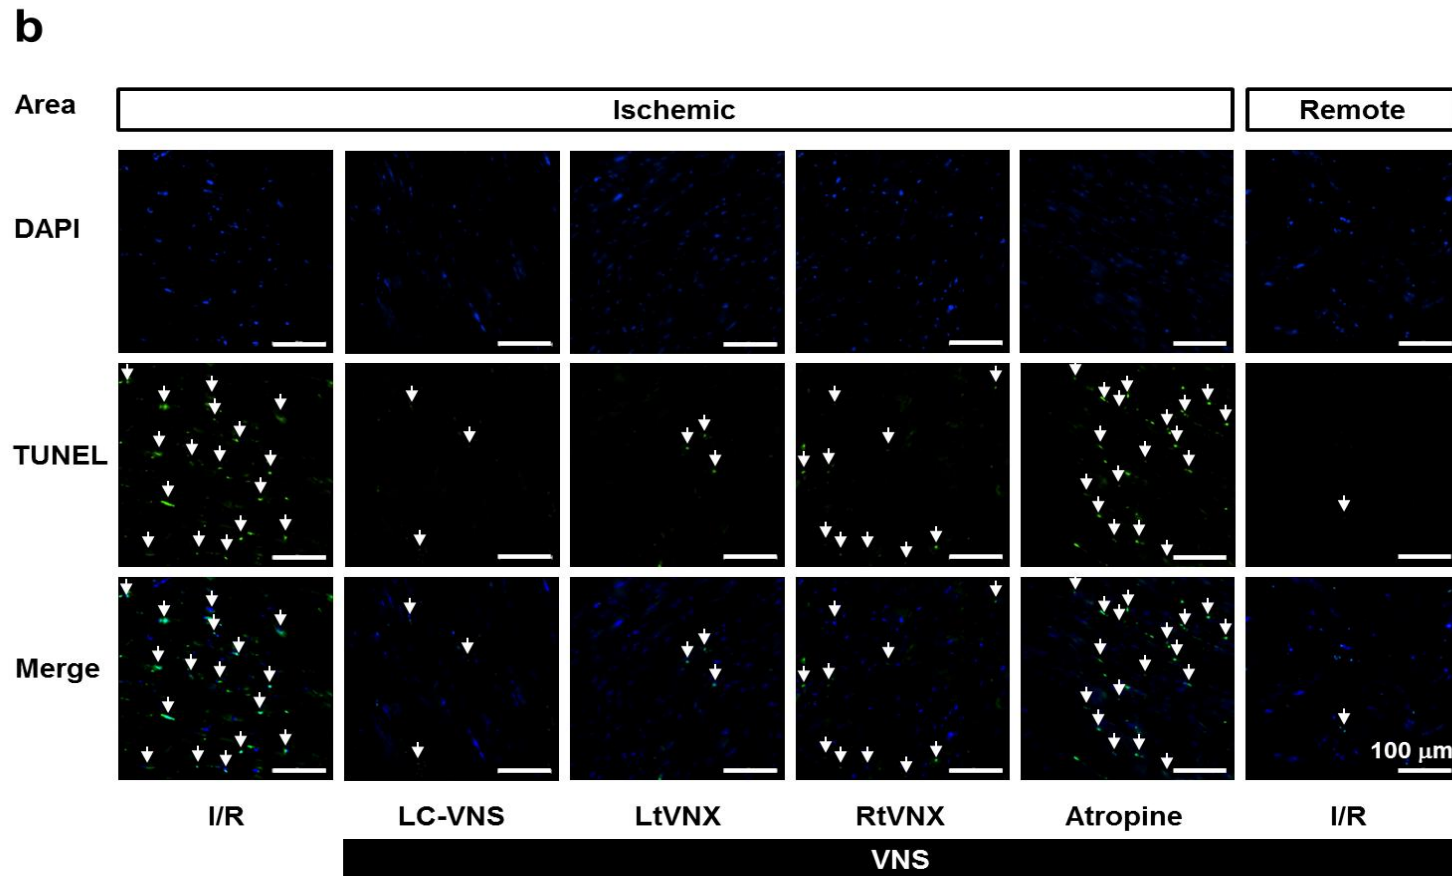 b
Area Ischemic Remote
DAPI
TUNEL
Merge
100 μm
I/R LC-VNS LtVNX RtVNX Atropine I/R
VNS